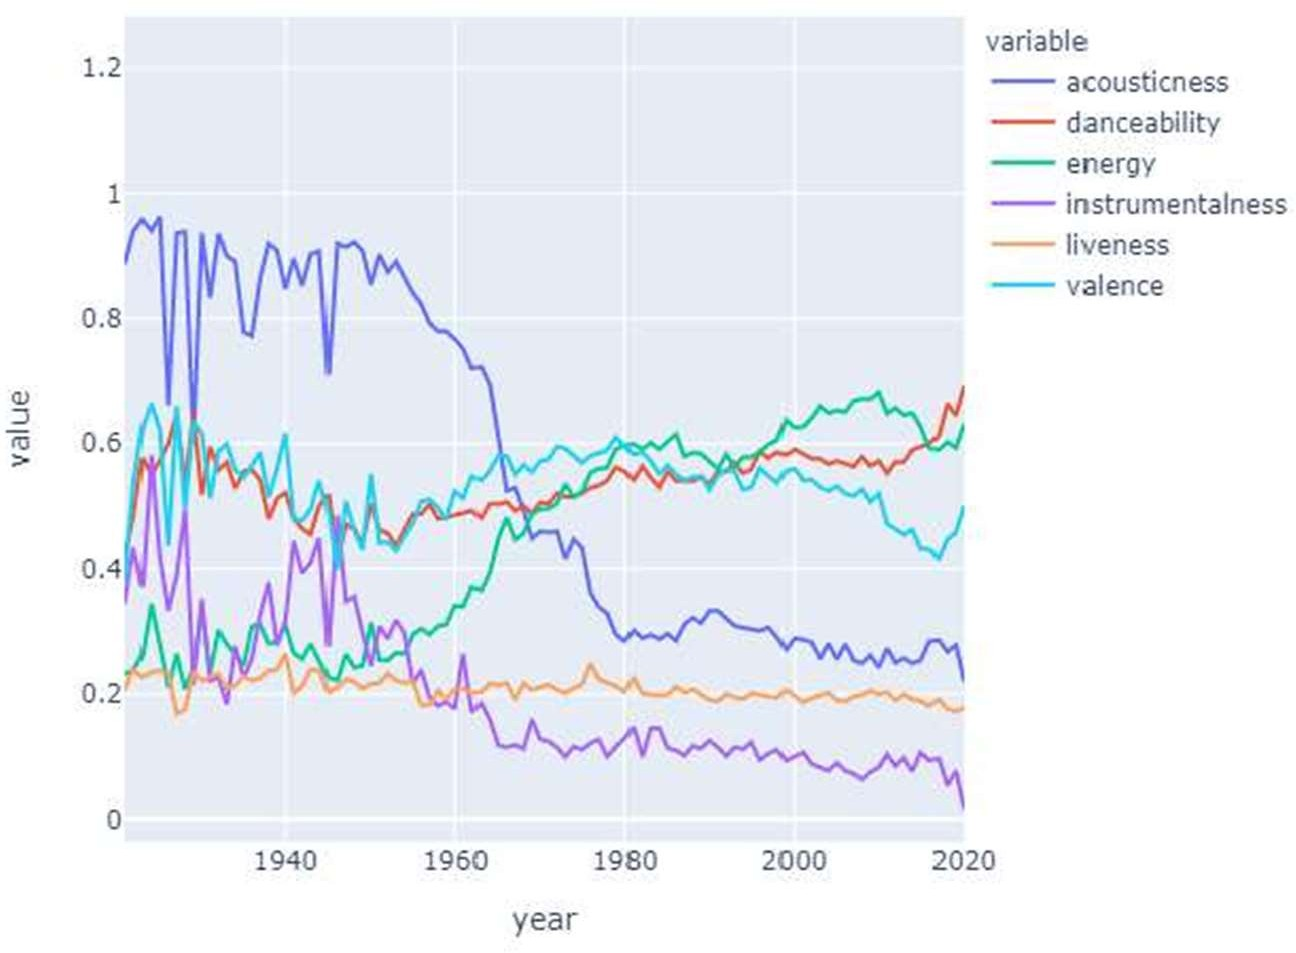 variable
acousticness
danceability
energy
instrumentalness
liveness
valence
value
1.2
1
0.8
0.6
0.4
0.2
0
1940 1960 1980 2000 2020
year